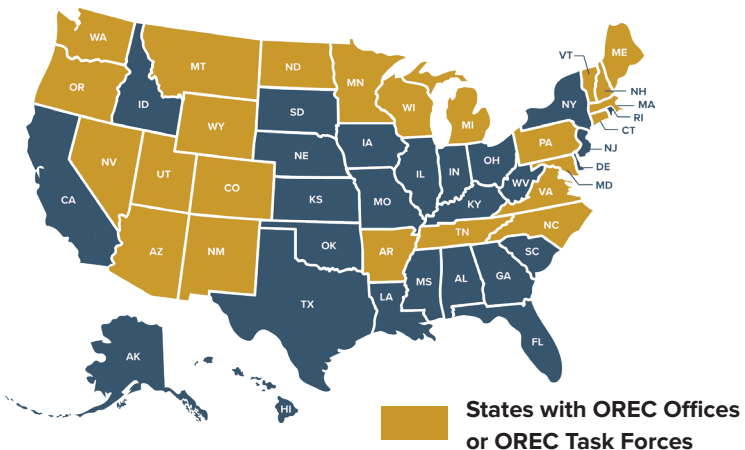 WA
MT
ND
MN
OR
ID
WY
SD
WI
MI
NV
UT
CO
NE
IA
CA
AZ
NM
KS
MO
IL
IN
OH
OK
AR
KY
WV
TN
VA
NC
SC
TX
LA
MS
AL
GA
FL
PA
NY
VT
ME
NH
MA
RI
CT
NJ
DE
MD
AK
HI
States with OREC Offices
or OREC Task Forces